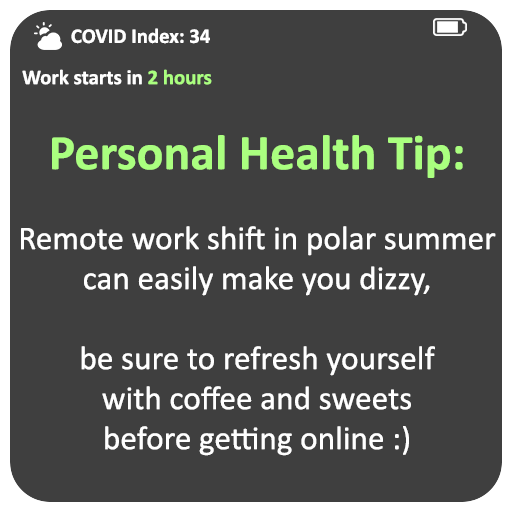 COVID Index: 34
Work starts in 2 hours
Personal Health Tip:
Remote work shift in polar summer
can easily make you dizzy,
be sure to refresh yourself
with coffee and sweets
before getting online :)